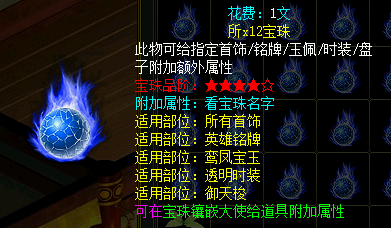 花费：1文
所x12宝珠
此物可给指定首饰/铭牌/玉佩/时装/盘
子附加额外属性
宝珠品阶：★★★★☆
附加属性：看宝珠名字
适用部位：所有首饰
适用部位：英雄铭牌
适用部位：鸾凤宝玉
适用部位：透明时装
适用部位：御天梭
可在宝珠镶嵌大使给道具附加属性